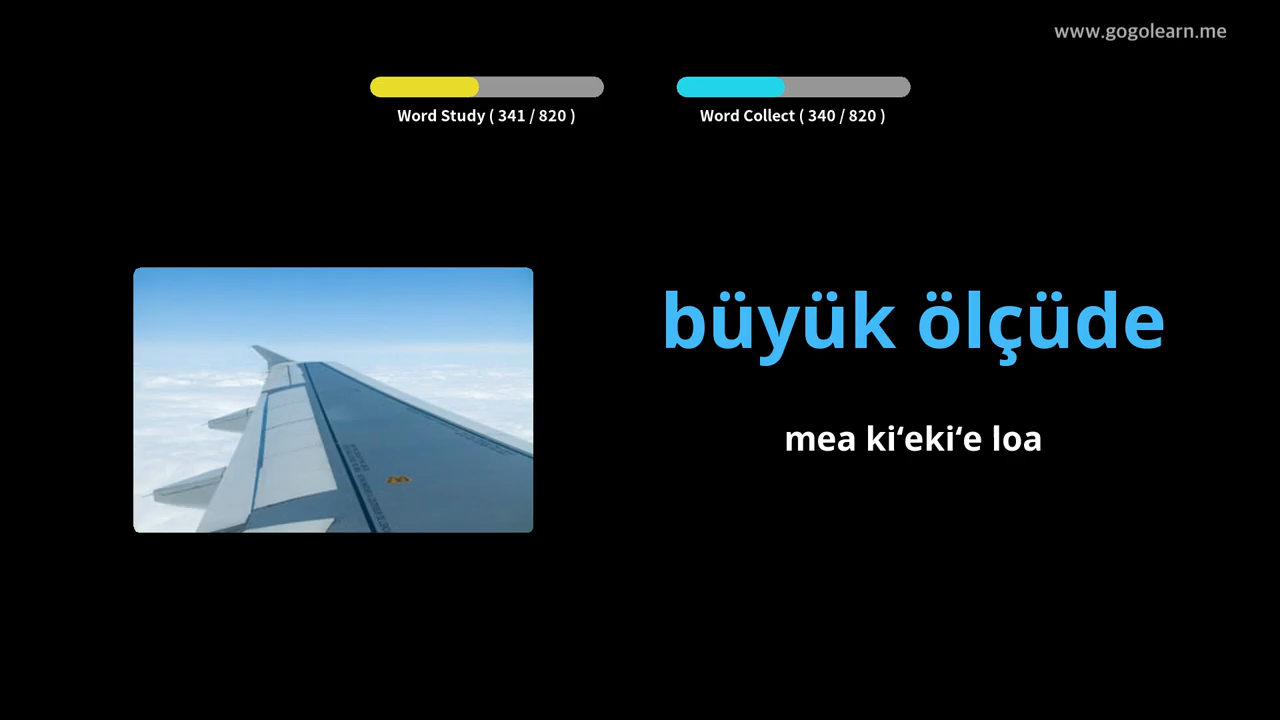 www.gogolearn.me
Word Study ( 341 / 820 )
Word Collect ( 340 / 820 )
büyük ölçüde
mea kiʻekiʻe loa